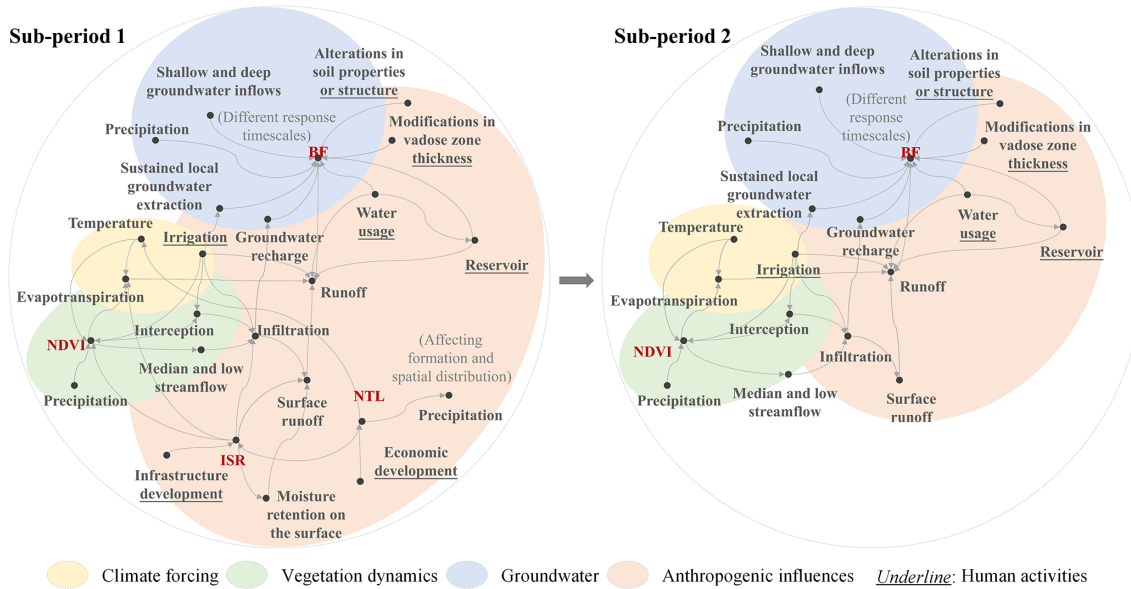 Sub-period 1
Shallow and deep
groundwater inflows
Alterations in
soil properties
or structure
(Different response
timescales)
Precipitation
BF
Modifications in
vadose zone
thickness
Sustained local
groundwater
extraction
Temperature
Irrigation
Groundwater
recharge
Water
usage
Reservoir
Evapotranspiration
Runoff
Interception
Infiltration
NDVI
Median and low
streamflow
(Affecting
formation and
spatial distribution)
Precipitation
Surface
runoff
NTL
Precipitation
ISR
Economic
development
Infrastructure
development
Moisture
retention on
the surface
Sub-period 2
Shallow and deep
groundwater inflows
Alterations in
soil properties
or structure
(Different
response
timescales)
Precipitation
BF
Modifications in
vadose zone
thickness
Sustained local
groundwater
extraction
Temperature
Water
usage
Groundwater
recharge
Reservoir
Irrigation
Evapotranspiration
Runoff
Interception
NDVI
Infiltration
Precipitation
Median and low
streamflow
Surface
runoff
Climate forcing
Vegetation dynamics
Groundwater
Anthropogenic influences
Underline: Human activities